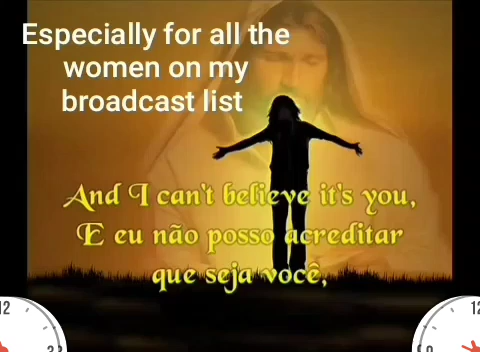 Especially for all the
women on my
broadcast list
And I can't believe it's you,
E eu não posso acreditar
que seja você,
12
12